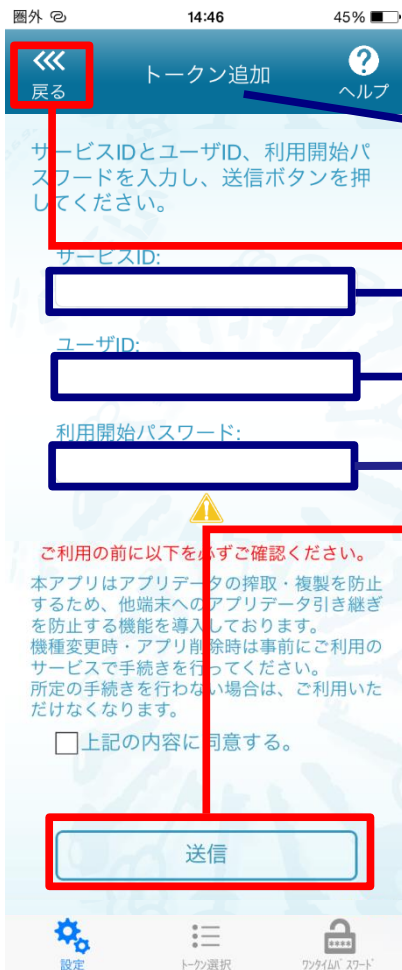 圏外 14:46 45%
戻る トークン追加 ヘルプ
サービスIDとユーザID、利用開始パ
スワードを入力し、送信ボタンを押
してください。
サービスID:
ユーザID:
利用開始パスワード:
ご利用の前に以下を必ずご確認ください。
本アプリはアプリデータの搾取・複製を防止
するため、他端末へのアプリデータ引き継ぎ
を防止する機能を導入しております。
機種変更時・アプリ削除時は事前にご利用の
サービスで手続きを行ってください。
所定の手続きを行わない場合は、ご利用いた
だけなくなります。
上記の内容に同意する。
送信
設定 トークン選択 ワンタイムパスワード